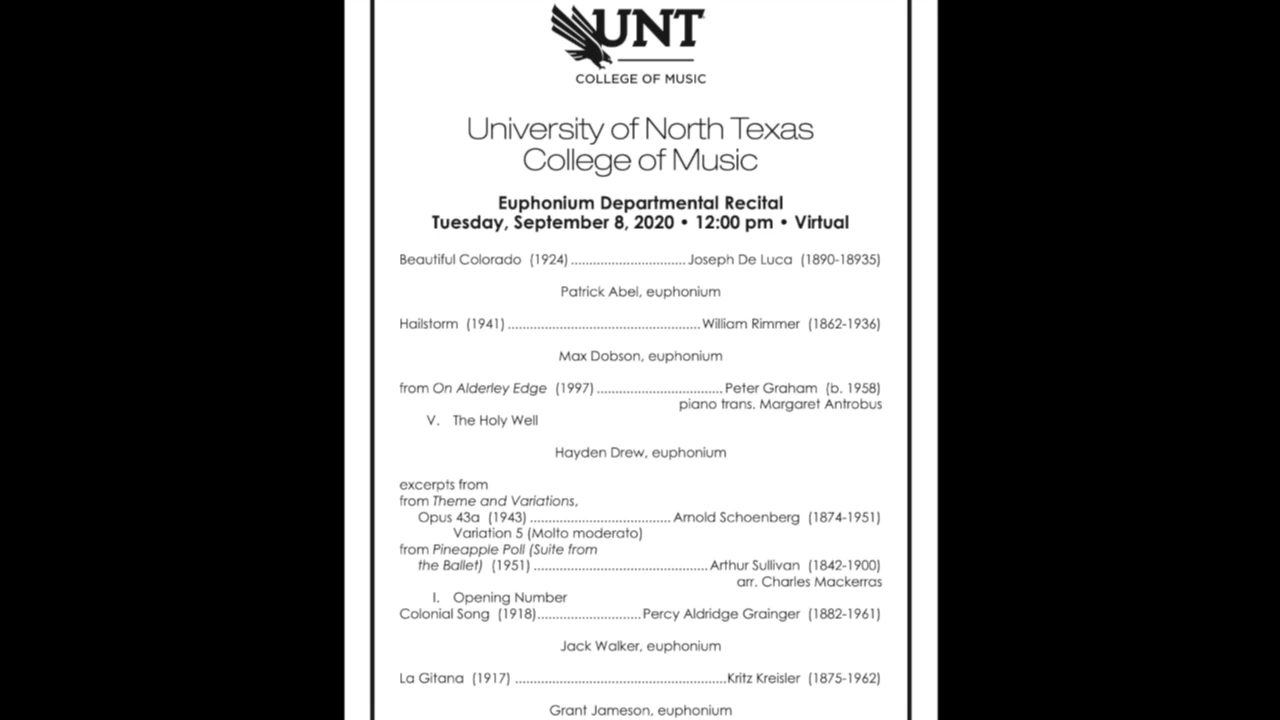 UNT
COLLEGE OF MUSIC
University of North Texas
College of Music
Euphonium Departmental Recital
Tuesday, September 8, 2020 • 12:00 pm • Virtual
Beautiful Colorado (1924) ............................... Joseph De Luca (1890-18935)
Patrick Abel, euphonium
Hailstorm (1941) .................................................... William Rimmer (1862-1936)
Max Dobson, euphonium
from On Alderley Edge (1997) .................................. Peter Graham (b. 1958)
piano trans. Margaret Antrobus
V. The Holy Well
Hayden Drew, euphonium
excerpts from
from Theme and Variations,
Opus 43a (1943) ...................................... Arnold Schoenberg (1874-1951)
Variation 5 (Molto moderato)
from Pineapple Poll (Suite from
the Ballet) (1951) ............................................... Arthur Sullivan (1842-1900)
arr. Charles Mackerras
I. Opening Number
Colonial Song (1918)............................ Percy Aldridge Grainger (1882-1961)
Jack Walker, euphonium
La Gitana (1917) .........................................................Kritz Kreisler (1875-1962)
Grant Jameson, euphonium